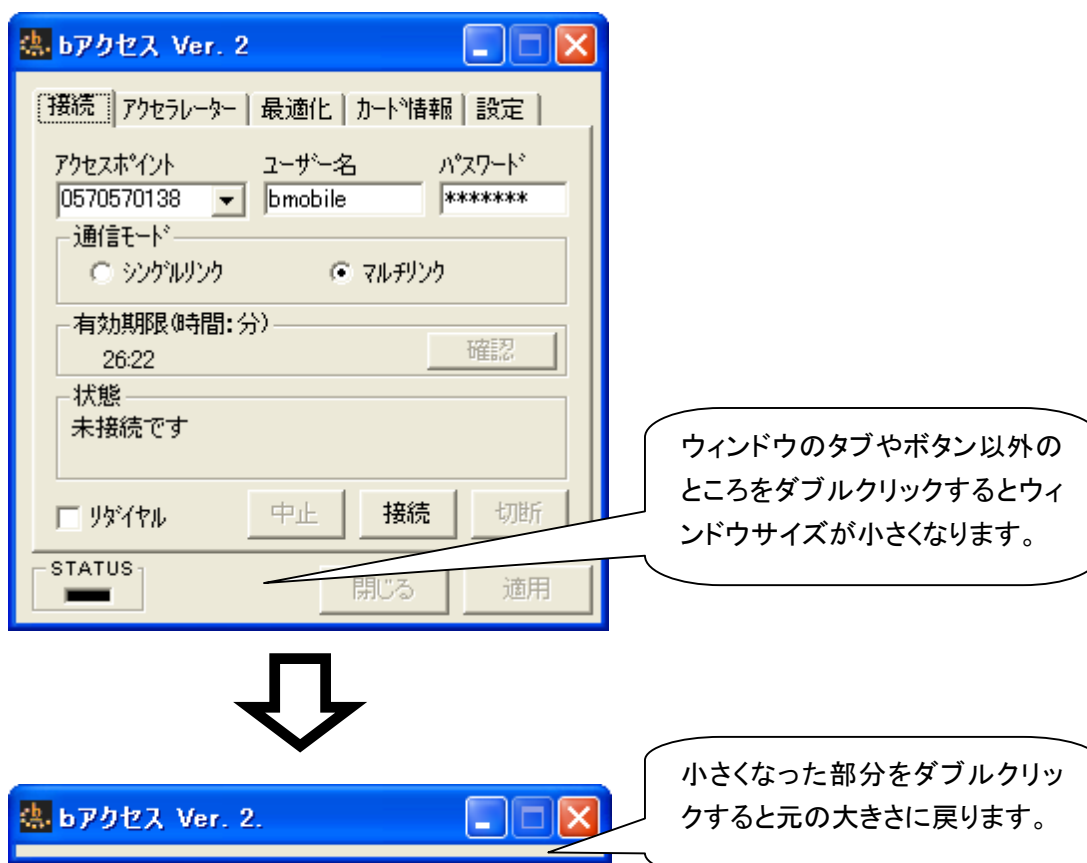 bアクセス Ver. 2
接続 アクセラレーター 最適化 カード情報 設定
アクセスポイント ユーザー名 パスワード
0570570138 bmobile *******
通信モード
シングルリンク マルチリンク
有効期限(時間:分)
26:22 確認
状態
未接続です
リダイヤル 中止 接続 切断
STATUS 閉じる 適用
ウィンドウのタブやボタン以外の
ところをダブルクリックするとウィ
ンドウサイズが小さくなります。
bアクセス Ver. 2.
小さくなった部分をダブルクリッ
クすると元の大きさに戻ります。